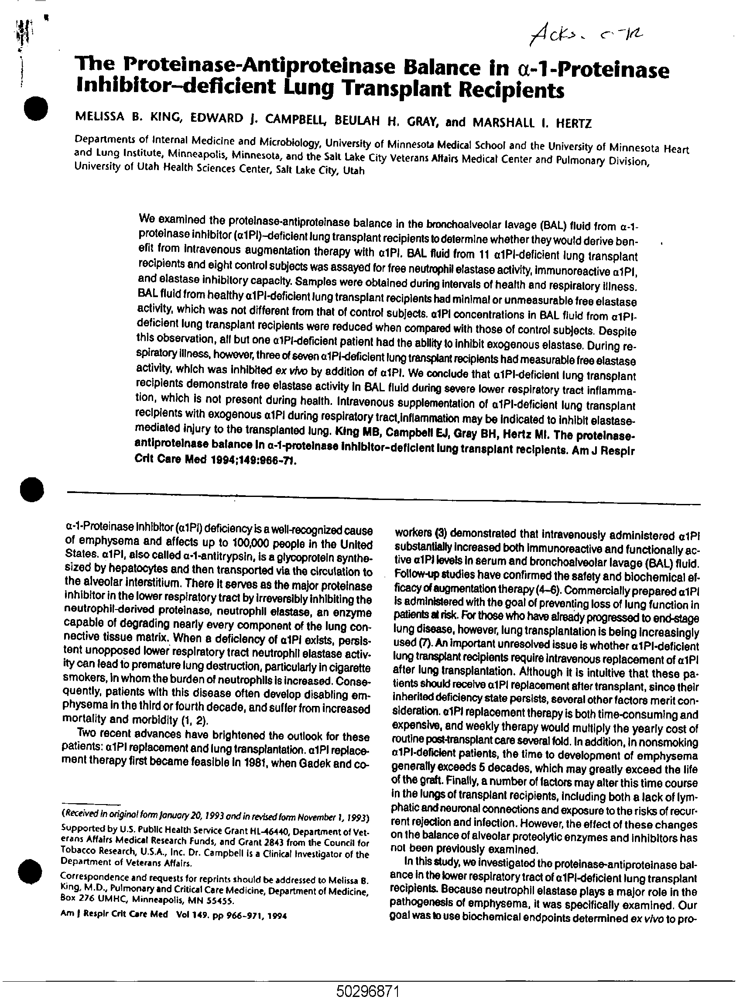 Acks.
The Proteinase-Antiproteinase Balance in α-1-Proteinase
Inhibitor–deficient Lung Transplant Recipients
MELISSA B. KING, EDWARD J. CAMPBELL, BEULAH H. GRAY, and MARSHALL I. HERTZ
Departments of Internal Medicine and Microbiology, University of Minnesota Medical School and the University of Minnesota Heart
and Lung Institute, Minneapolis, Minnesota, and the Salt Lake City Veterans Affairs Medical Center and Pulmonary Division,
University of Utah Health Sciences Center, Salt Lake City, Utah
We examined the proteinase-antiproteinase balance in the bronchoalveolar lavage (BAL) fluid from α-1-
proteinase inhibitor (α1PI)–deficient lung transplant recipients to determine whether they would derive ben-
efit from intravenous augmentation therapy with α1PI. BAL fluid from 11 α1PI-deficient lung transplant
recipients and eight control subjects was assayed for free neutrophil elastase activity, immunoreactive α1PI,
and elastase inhibitory capacity. Samples were obtained during intervals of health and respiratory illness.
BAL fluid from healthy α1PI-deficient lung transplant recipients had minimal or unmeasurable free elastase
activity, which was not different from that of control subjects. α1PI concentrations in BAL fluid from α1PI-
deficient lung transplant recipients were reduced when compared with those of control subjects. Despite
this observation, all but one α1PI-deficient patient had the ability to inhibit exogenous elastase. During re-
spiratory illness, however, three of seven α1PI-deficient lung transplant recipients had measurable free elastase
activity, which was inhibited ex vivo by addition of α1PI. We conclude that α1PI-deficient lung transplant
recipients demonstrate free elastase activity in BAL fluid during severe lower respiratory tract inflamma-
tion, which is not present during health. Intravenous supplementation of α1PI-deficient lung transplant
recipients with exogenous α1PI during respiratory tract inflammation may be indicated to inhibit elastase-
mediated injury to the transplanted lung. King MB, Campbell EJ, Gray BH, Hertz MI. The proteinase-
antiproteinase balance in α-1-proteinase inhibitor-deficient lung transplant recipients. Am J Respir
Crit Care Med 1994;149:966–71.
α-1-Proteinase inhibitor (α1PI) deficiency is a well-recognized cause
of emphysema and affects up to 100,000 people in the United
States. α1PI, also called α-1-antitrypsin, is a glycoprotein synthe-
sized by hepatocytes and then transported via the circulation to
the alveolar interstitium. There it serves as the major proteinase
inhibitor in the lower respiratory tract by irreversibly inhibiting the
neutrophil-derived proteinase, neutrophil elastase, an enzyme
capable of degrading nearly every component of the lung con-
nective tissue matrix. When a deficiency of α1PI exists, persis-
tent unopposed lower respiratory tract neutrophil elastase activ-
ity can lead to premature lung destruction, particularly in cigarette
smokers, in whom the burden of neutrophils is increased. Conse-
quently, patients with this disease often develop disabling em-
physema in the third or fourth decade, and suffer from increased
mortality and morbidity (1, 2).
Two recent advances have brightened the outlook for these
patients: α1PI replacement and lung transplantation. α1PI replace-
ment therapy first became feasible in 1981, when Gadek and co-
(Received in original form January 20, 1993 and in revised form November 1, 1993)
Supported by U.S. Public Health Service Grant HL-46440, Department of Vet-
erans Affairs Medical Research Funds, and Grant 2843 from the Council for
Tobacco Research, U.S.A., Inc. Dr. Campbell is a Clinical Investigator of the
Department of Veterans Affairs.
Correspondence and requests for reprints should be addressed to Melissa B.
King, M.D., Pulmonary and Critical Care Medicine, Department of Medicine,
Box 276 UMHC, Minneapolis, MN 55455.
Am J Respir Crit Care Med Vol 149. pp 966–971, 1994
workers (3) demonstrated that intravenously administered α1PI
substantially increased both immunoreactive and functionally ac-
tive α1PI levels in serum and bronchoalveolar lavage (BAL) fluid.
Follow-up studies have confirmed the safety and biochemical ef-
ficacy of augmentation therapy (4–6). Commercially prepared α1PI
is administered with the goal of preventing loss of lung function in
patients at risk. For those who have already progressed to end-stage
lung disease, however, lung transplantation is being increasingly
used (7). An important unresolved issue is whether α1PI-deficient
lung transplant recipients require intravenous replacement of α1PI
after lung transplantation. Although it is intuitive that these pa-
tients should receive α1PI replacement after transplant, since their
inherited deficiency state persists, several other factors merit con-
sideration. α1PI replacement therapy is both time-consuming and
expensive, and weekly therapy would multiply the yearly cost of
routine post-transplant care several fold. In addition, in nonsmoking
α1PI-deficient patients, the time to development of emphysema
generally exceeds 5 decades, which may greatly exceed the life
of the graft. Finally, a number of factors may alter this time course
in the lungs of transplant recipients, including both a lack of lym-
phatic and neuronal connections and exposure to the risks of recur-
rent rejection and infection. However, the effect of these changes
on the balance of alveolar proteolytic enzymes and inhibitors has
not been previously examined.
In this study, we investigated the proteinase-antiproteinase bal-
ance in the lower respiratory tract of α1PI-deficient lung transplant
recipients. Because neutrophil elastase plays a major role in the
pathogenesis of emphysema, it was specifically examined. Our
goal was to use biochemical endpoints determined ex vivo to pro-
50296871